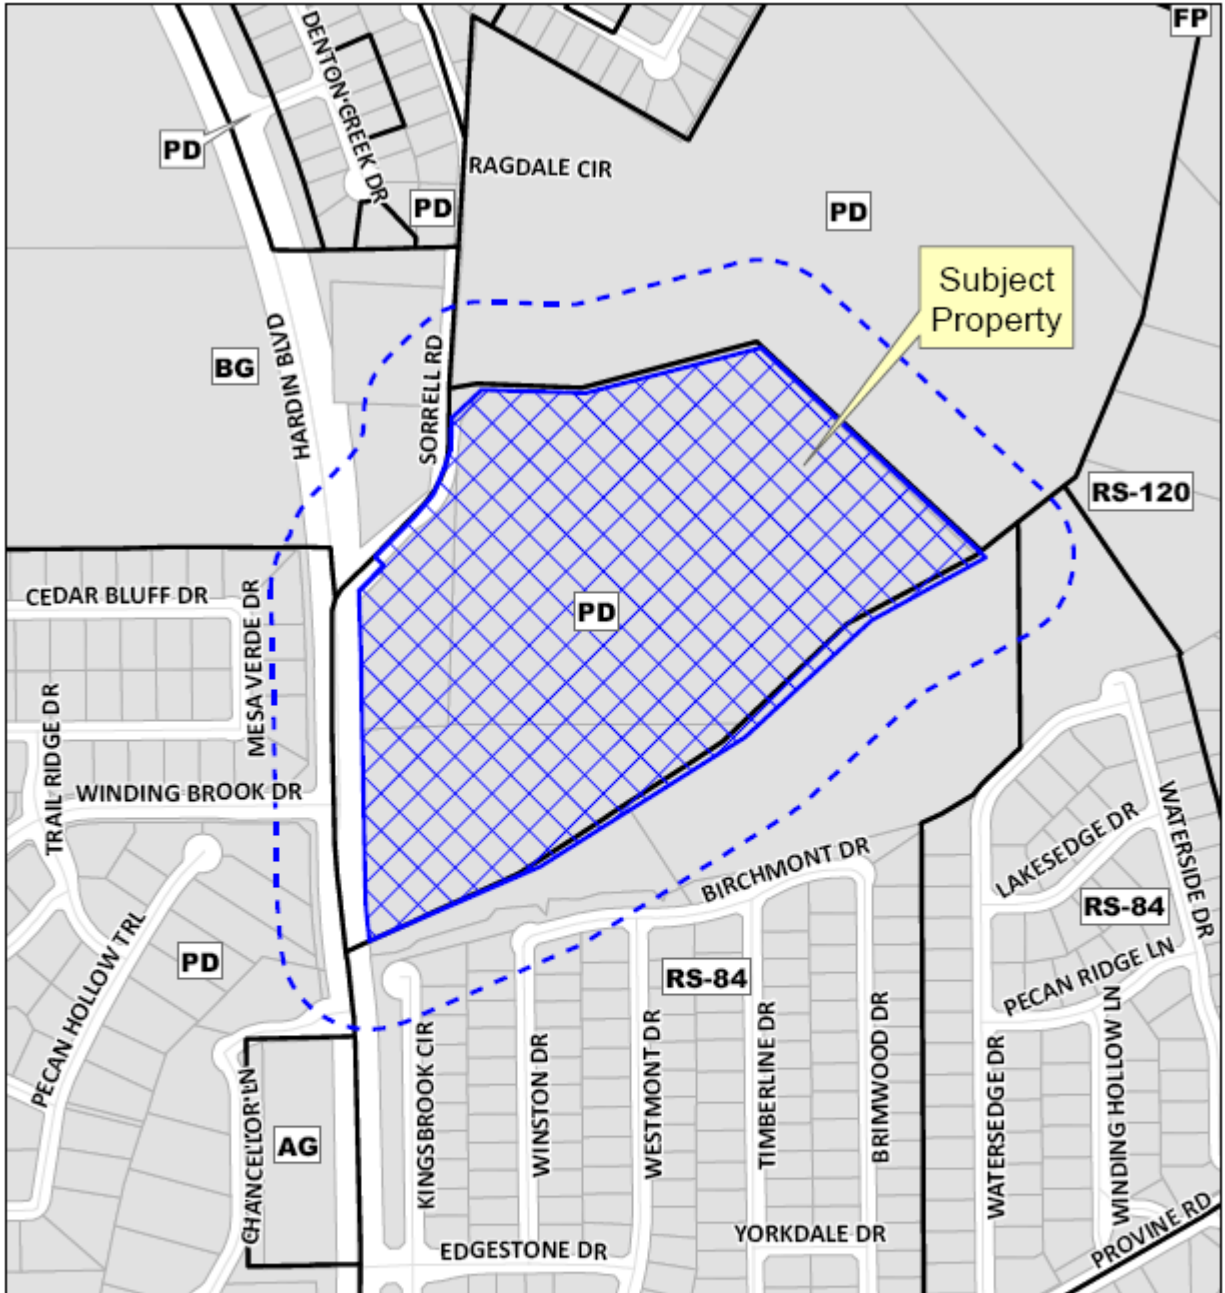 FP
DENTON CREEK DR
PD
RAGDALE CIR
PD
PD
Subject
Property
HARDIN BLVD
BG
SORRELL RD
RS-120
CEDAR BLUFF DR
MESA VERDE DR
PD
TRAIL RIDGE DR
WINDING BROOK DR
WATERSIDE DR
LAKESEDGE DR
BIRCHMONT DR
RS-84
PECAN HOLLOW TRL
PD
RS-84
PECAN RIDGE LN
KINGSBROOK CIR
WINSTON DR
WESTMONT DR
TIMBERLINE DR
BRIMWOOD DR
WATERSEDGE DR
WINDING HOLLOW LN
CHANCELLOR LN
AG
PROVINE RD
EDGESTONE DR
YORKDALE DR